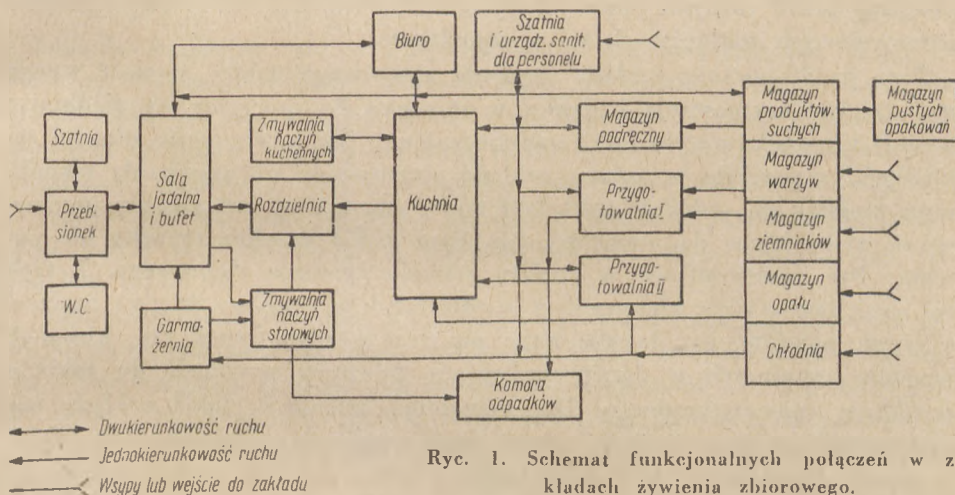 Biuro
Szatnia
i urządz. sanit.
dla personelu
Magazyn
produktów
suchych
Magazyn
pustych
opakowań
Szatnia
Zmywalnia
naczyń
kuchennych
Magazyn
podręczny
Sala
jadalna
i bufet
Kuchnia
Magazyn
warzyw
Przed-
sionek
Rozdzielnia
Przygo-
towalnia I
Magazyn
ziemniaków
W.C.
Zmywalnia
naczyń
stołowych
Przygo-
towalnia II
Magazyn
opału
Garma-
żernia
Chłodnia
Komora
odpadków
Dwukierunkowość ruchu
Jednokierunkowość ruchu
Wsypy lub wejście do zakładu
Ryc. 1. Schemat funkcjonalnych połączeń w z
kładach żywienia zbiorowego.